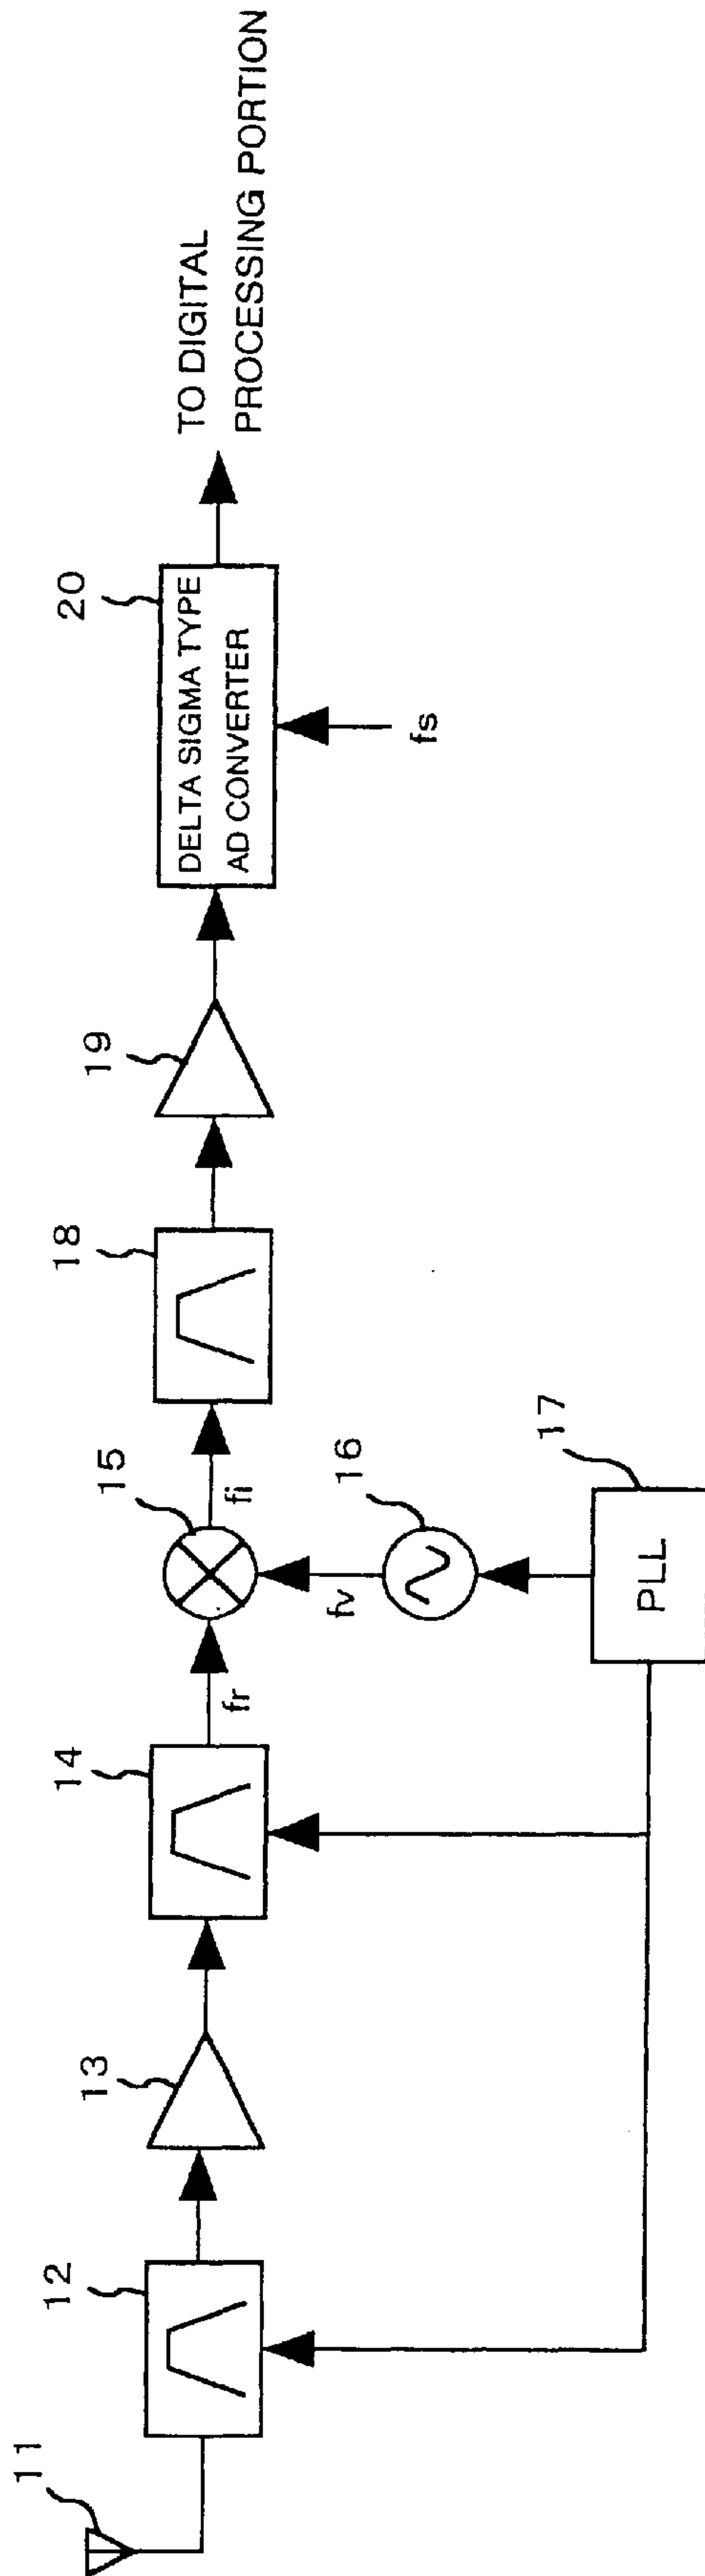 11
12
13
14
fr
15
fi
fv
16
17
PLL
18
19
20
DELTA SIGMA TYPE
AD CONVERTER
fs
TO DIGITAL
PROCESSING PORTION